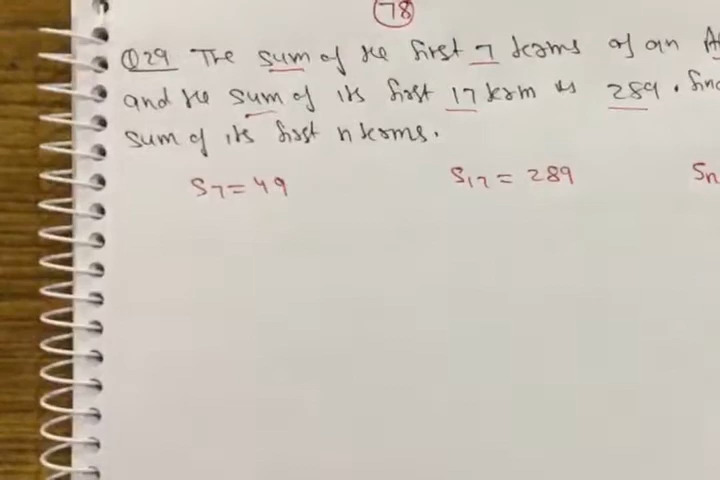 78
Q29 The sum of the first 7 terms of an A
and the sum of its first 17 term is 289. find
sum of its first n terms.
S7 = 49 S17 = 289 Sn